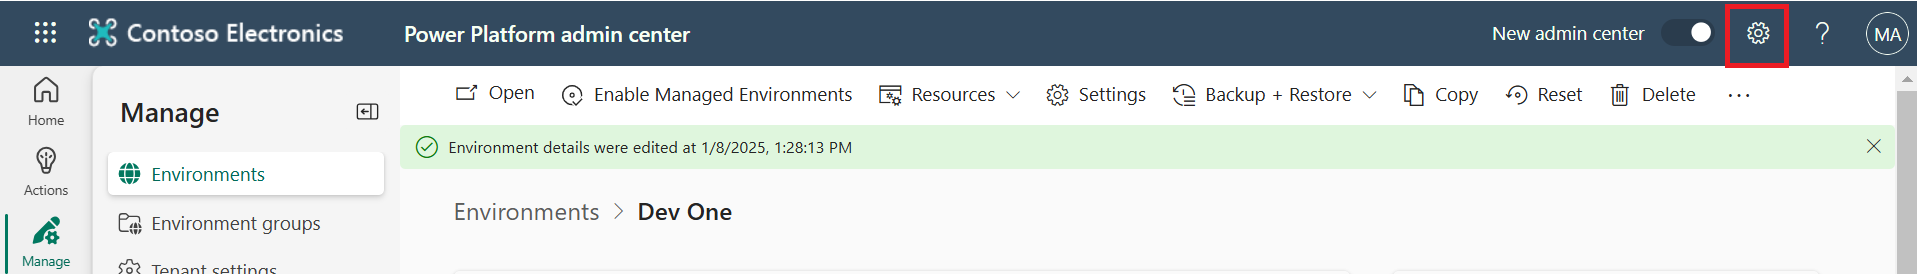 Contoso Electronics
Power Platform admin center
New admin center
?
MA
Home
Actions
Manage
Manage
Environments
Environment groups
Tenant settings
Open
Enable Managed Environments
Resources
Settings
Backup + Restore
Copy
Reset
Delete
...
Environment details were edited at 1/8/2025, 1:28:13 PM
Environments > Dev One